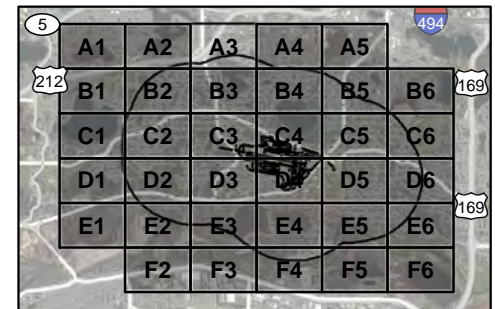 5
494
A1 A2 A3 A4 A5
212
B1 B2 B3 B4 B5 B6
169
C1 C2 C3 C4 C5 C6
D1 D2 D3 D4 D5 D6
169
E1 E2 E3 E4 E5 E6
F2 F3 F4 F5 F6